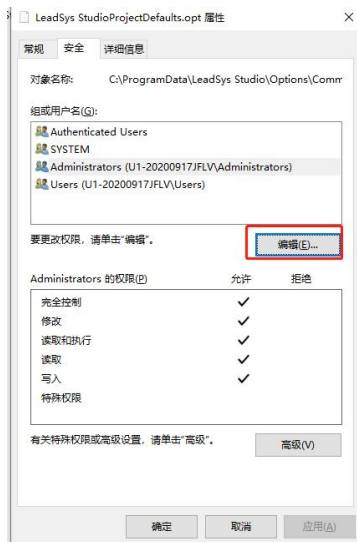 LeadSys StudioProjectDefaults.opt 属性
常规 安全 详细信息
对象名称: C:\ProgramData\LeadSys Studio\Options\Comm
组或用户名(G):
Authenticated Users
SYSTEM
Administrators (U1-20200917JFLV\Administrators)
Users (U1-20200917JFLV\Users)
要更改权限，请单击"编辑"。
编辑(E)...
Administrators 的权限(P) 允许 拒绝
完全控制
修改
读取和执行
读取
写入
特殊权限
有关特殊权限或高级设置，请单击"高级"。
高级(V)
确定 取消 应用(A)